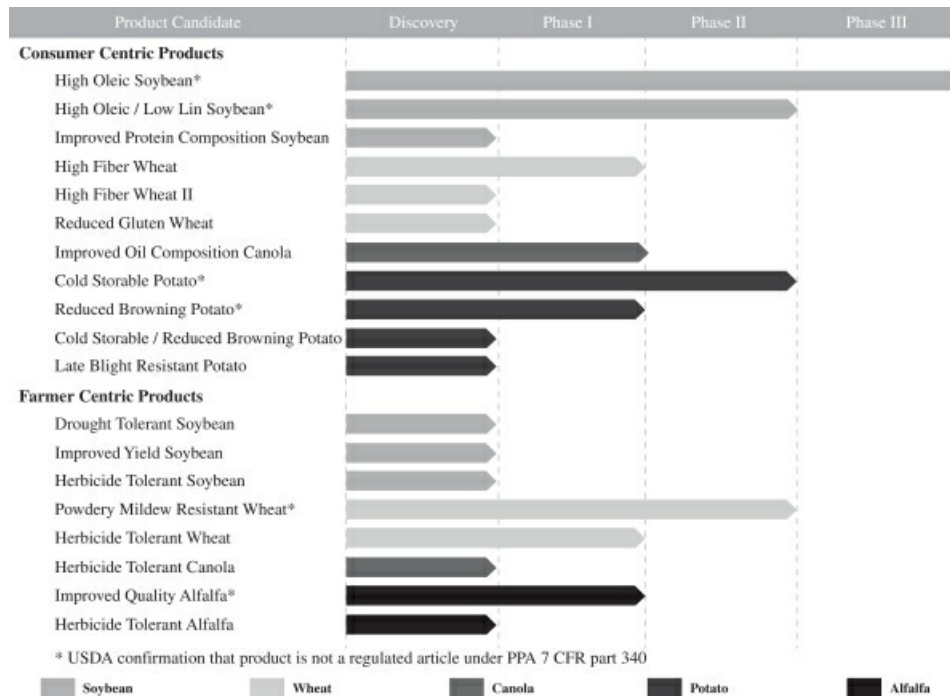 Product Candidate Discovery Phase I Phase II Phase III
Consumer Centric Products
High Oleic Soybean*
High Oleic / Low Lin Soybean*
Improved Protein Composition Soybean
High Fiber Wheat
High Fiber Wheat II
Reduced Gluten Wheat
Improved Oil Composition Canola
Cold Storable Potato*
Reduced Browning Potato*
Cold Storable / Reduced Browning Potato
Late Blight Resistant Potato
Farmer Centric Products
Drought Tolerant Soybean
Improved Yield Soybean
Herbicide Tolerant Soybean
Powdery Mildew Resistant Wheat*
Herbicide Tolerant Wheat
Herbicide Tolerant Canola
Improved Quality Alfalfa*
Herbicide Tolerant Alfalfa
* USDA confirmation that product is not a regulated article under PPA 7 CFR part 340
Soybean Wheat Canola Potato Alfalfa